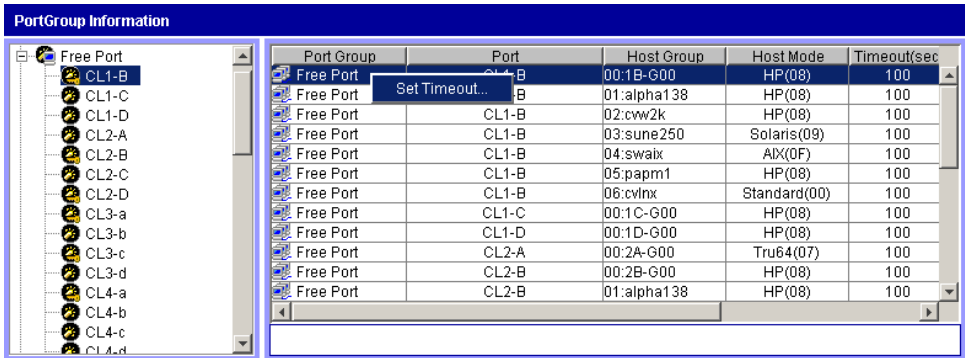 PortGroup Information
Free Port
CL1-B
CL1-C
CL1-D
CL2-A
CL2-B
CL2-C
CL2-D
CL3-a
CL3-b
CL3-c
CL3-d
CL4-a
CL4-b
CL4-c
CL4-d
Port Group Port Host Group Host Mode Timeout(sec
Free Port CL1-B 00:1B-G00 HP(08) 100
Set Timeout...
Free Port -B 01:alpha138 HP(08) 100
Free Port CL1-B 02:cvw2k HP(08) 100
Free Port CL1-B 03:sune250 Solaris(09) 100
Free Port CL1-B 04:swaix AIX(0F) 100
Free Port CL1-B 05:papm1 HP(08) 100
Free Port CL1-B 06:cvlnx Standard(00) 100
Free Port CL1-C 00:1C-G00 HP(08) 100
Free Port CL1-D 00:1D-G00 HP(08) 100
Free Port CL2-A 00:2A-G00 Tru64(07) 100
Free Port CL2-B 00:2B-G00 HP(08) 100
Free Port CL2-B 01:alpha138 HP(08) 100